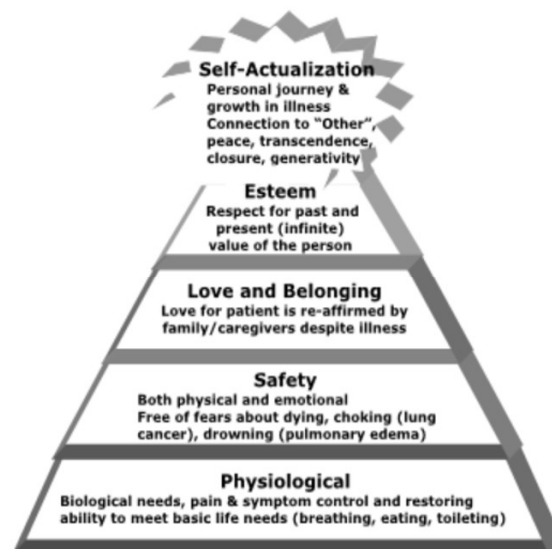 Self-Actualization
Personal journey &
growth in illness
Connection to “Other”,
peace, transcendence,
closure, generativity
Esteem
Respect for past and
present (infinite)
value of the person
Love and Belonging
Love for patient is re-affirmed by
family/caregivers despite illness
Safety
Both physical and emotional
Free of fears about dying, choking (lung
cancer), drowning (pulmonary edema)
Physiological
Biological needs, pain & symptom control and restoring
ability to meet basic life needs (breathing, eating, toileting)